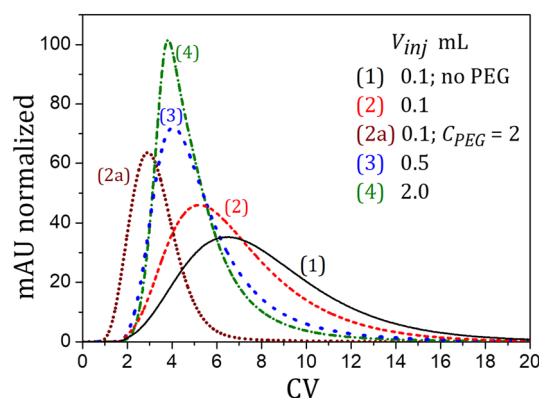 V_inj mL
(1) 0.1; no PEG
(2) 0.1
(2a) 0.1; C_PEG = 2
(3) 0.5
(4) 2.0
(4)
(3)
(2a)
(2)
(1)
mAU normalized
100
80
60
40
20
0
0 2 4 6 8 10 12 14 16 18 20
CV